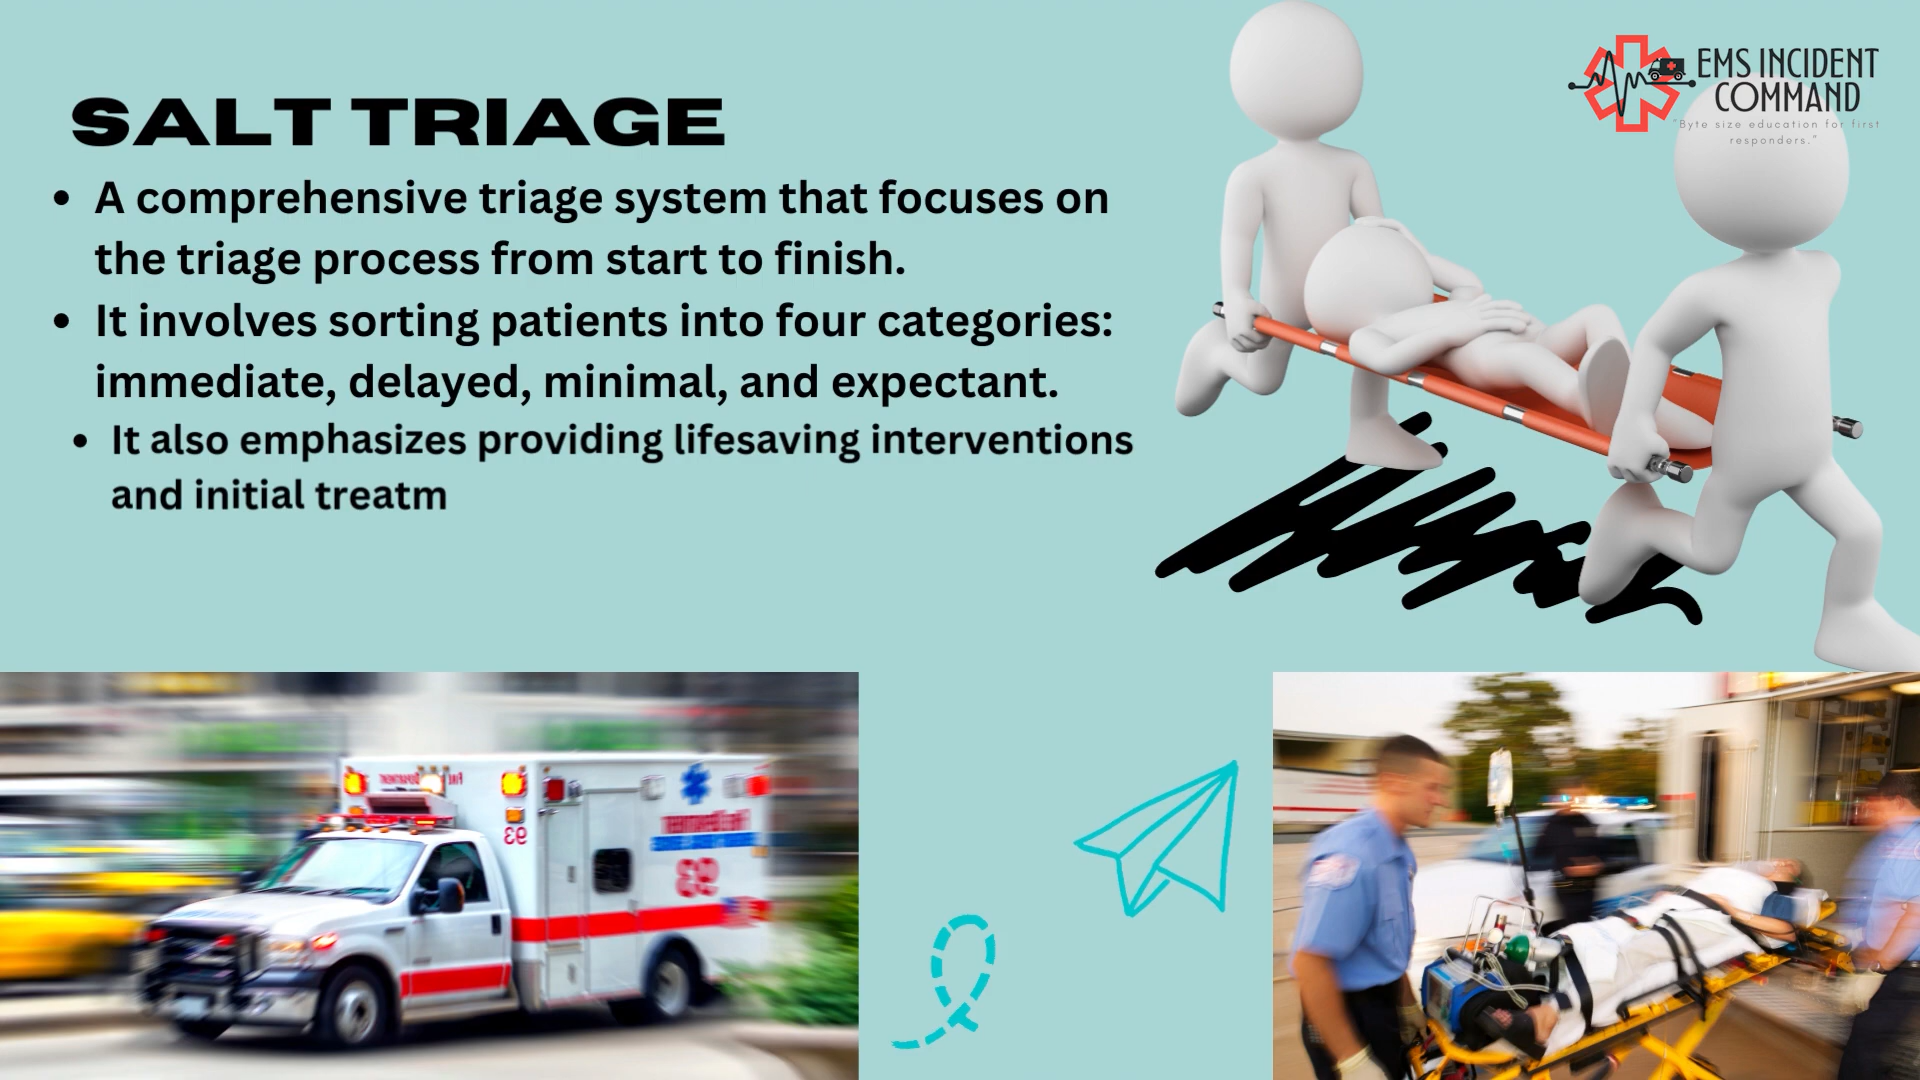 EMS INCIDENT
COMMAND
"Byte size education for first
responders."
SALT TRIAGE
• A comprehensive triage system that focuses on
the triage process from start to finish.
• It involves sorting patients into four categories:
immediate, delayed, minimal, and expectant.
• It also emphasizes providing lifesaving interventions
and initial treatm
93
93